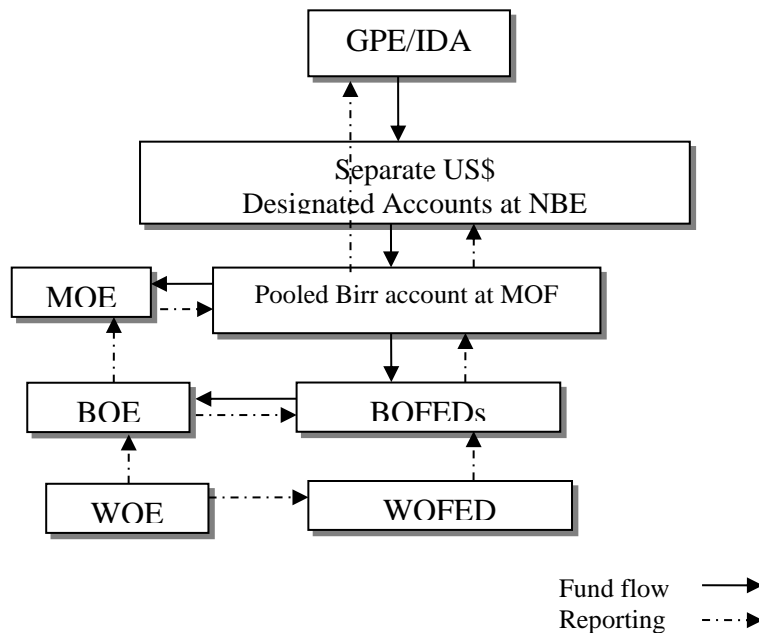 GPE/IDA
Separate US$
Designated Accounts at NBE
MOE
Pooled Birr account at MOF
BOE
BOFEDs
WOE
WOFED
Fund flow
Reporting